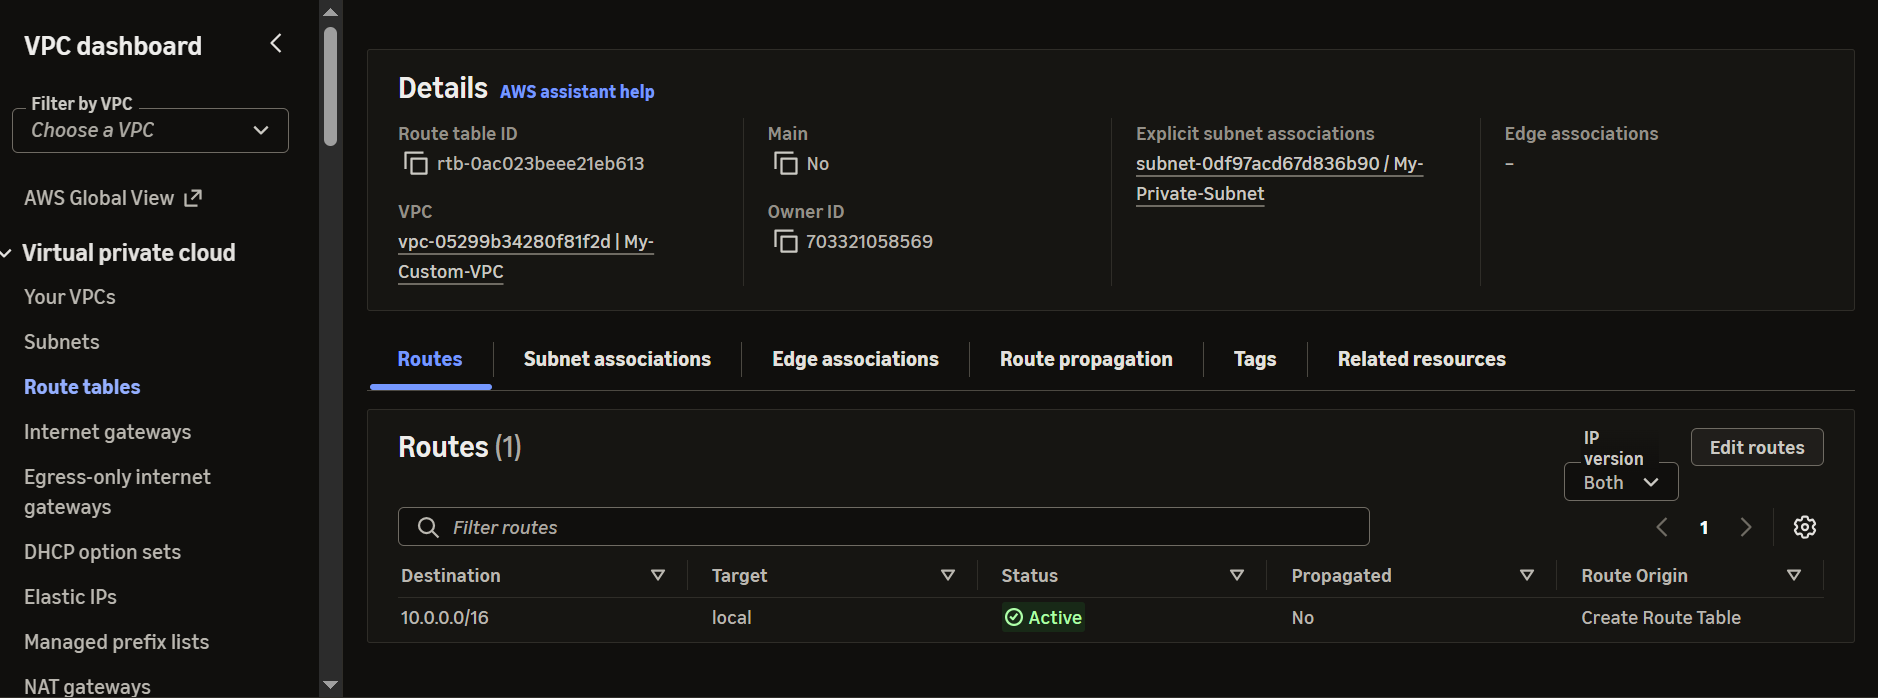 VPC dashboard
Filter by VPC
Choose a VPC
AWS Global View
Virtual private cloud
Your VPCs
Subnets
Route tables
Internet gateways
Egress-only internet
gateways
DHCP option sets
Elastic IPs
Managed prefix lists
NAT gateways
Details AWS assistant help
Route table ID
rtb-0ac023beee21eb613
VPC
vpc-05299b34280f81f2d | My-
Custom-VPC
Main
No
Owner ID
703321058569
Explicit subnet associations
subnet-0df97acd67d836b90 / My-
Private-Subnet
Edge associations
–
Routes Subnet associations Edge associations Route propagation Tags Related resources
Routes (1)
IP
version
Both
Edit routes
Filter routes
1
Destination Target Status Propagated Route Origin
10.0.0.0/16 local Active No Create Route Table